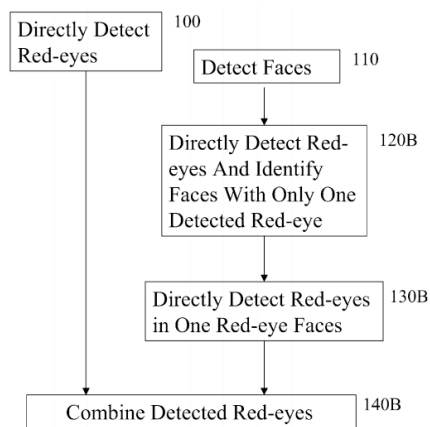 Directly Detect
Red-eyes
100
Detect Faces
110
Directly Detect Red-
eyes And Identify
Faces With Only One
Detected Red-eye
120B
Directly Detect Red-eyes
in One Red-eye Faces
130B
Combine Detected Red-eyes
140B